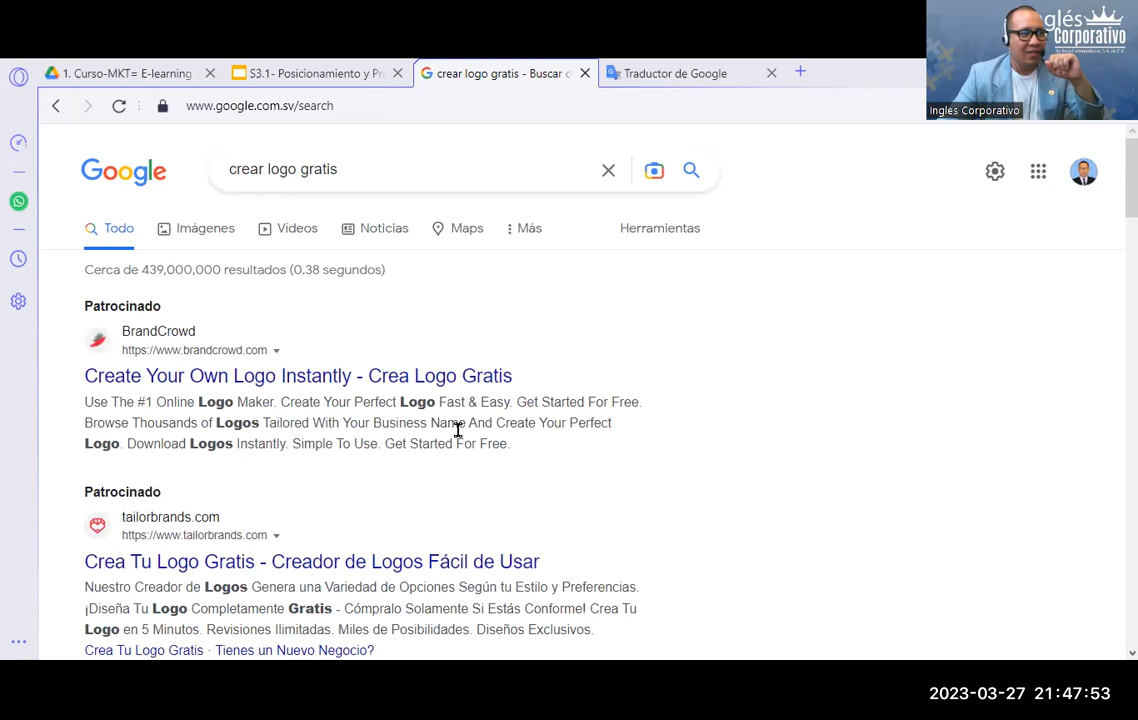 glés
Corporativo
Inglés Corporativo
1. Curso-MKT= E-learning
S3.1- Posicionamiento y Pr
crear logo gratis - Buscar c
Traductor de Google
www.google.com.sv/search
Google
crear logo gratis
Todo
Imágenes
Videos
Noticias
Maps
Más
Herramientas
Cerca de 439,000,000 resultados (0.38 segundos)
Patrocinado
BrandCrowd
https://www.brandcrowd.com
Create Your Own Logo Instantly - Crea Logo Gratis
Use The #1 Online Logo Maker. Create Your Perfect Logo Fast & Easy. Get Started For Free.
Browse Thousands of Logos Tailored With Your Business Name And Create Your Perfect
Logo. Download Logos Instantly. Simple To Use. Get Started For Free.
Patrocinado
tailorbrands.com
https://www.tailorbrands.com
Crea Tu Logo Gratis - Creador de Logos Fácil de Usar
Nuestro Creador de Logos Genera una Variedad de Opciones Según tu Estilo y Preferencias.
¡Diseña Tu Logo Completamente Gratis - Cómpralo Solamente Si Estás Conforme! Crea Tu
Logo en 5 Minutos. Revisiones Ilimitadas. Miles de Posibilidades. Diseños Exclusivos.
Crea Tu Logo Gratis · Tienes un Nuevo Negocio?
2023-03-27 21:47:53